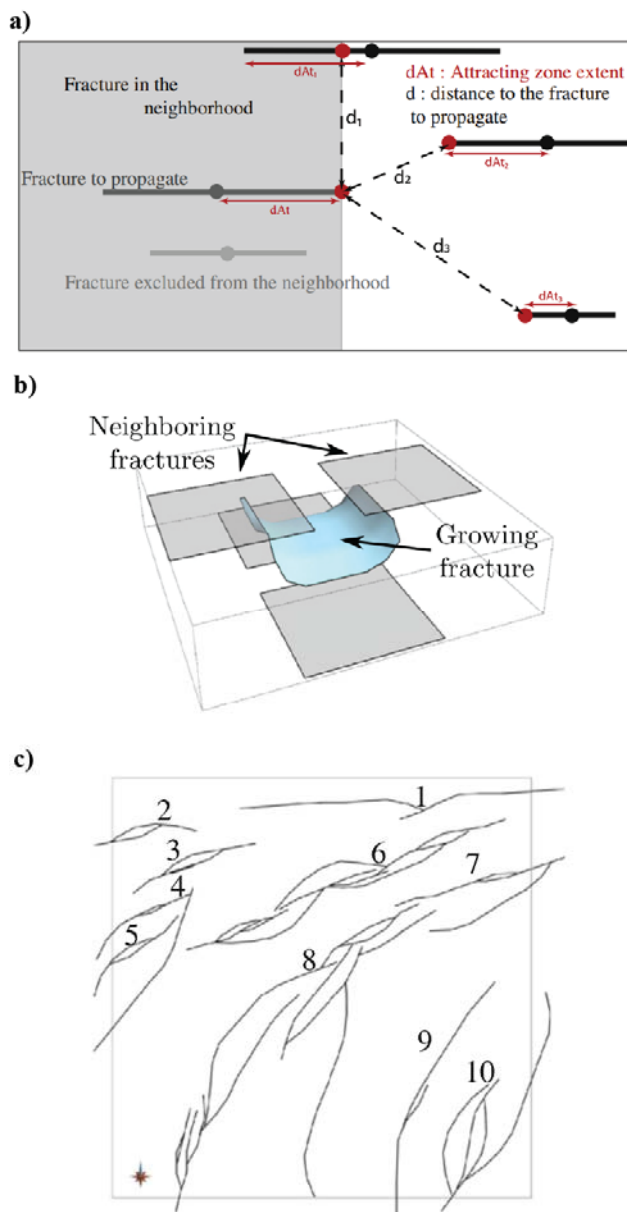 a)
dAt₁
Fracture in the
neighborhood
dAt : Attracting zone extent
d : distance to the fracture
to propagate
d₁
dAt₂
d₂
Fracture to propagate
dAt
d₃
Fracture excluded from the neighborhood
dAt₃
b)
Neighboring
fractures
Growing
fracture
c)
1
2
3
6
7
4
5
8
9
10